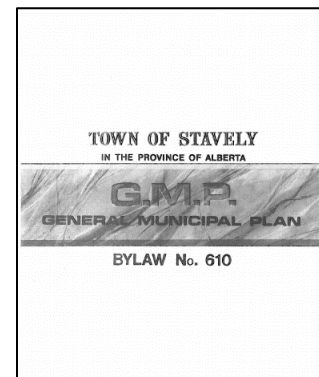 TOWN OF STAVELY
IN THE PROVINCE OF ALBERTA
G.M.P.
GENERAL MUNICIPAL PLAN
BYLAW No. 610